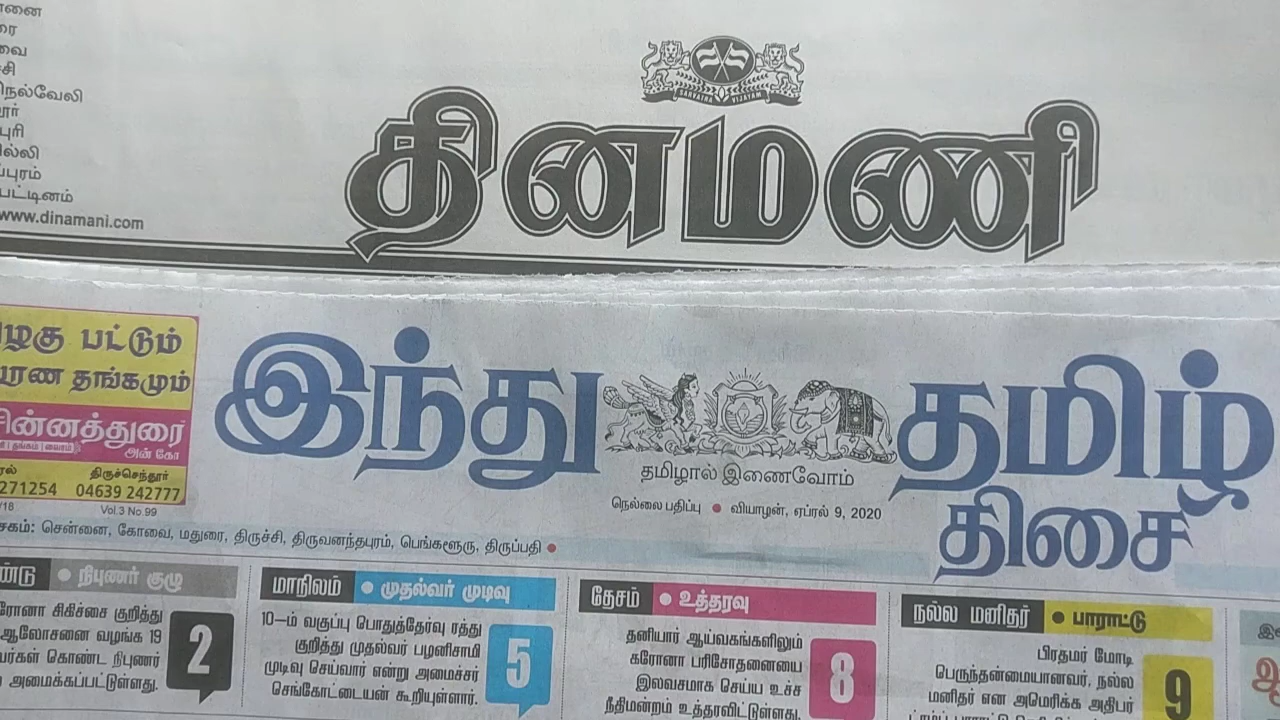 வை
சி
நெல்வேலி
ல்லி
www.dinamani.com
SARVATRA VIJAYAM
தினமணி
பட்டும்
தங்கமும்
சின்னத்துரை
அன் கோ
திருச்செந்தூர்
271254 04639 242777
Vol.3 No.99
இந்து தமிழ்
திசை
தமிழால் இணைவோம்
நெல்லை பதிப்பு • வியாழன், ஏப்ரல் 9, 2020
சென்னை, கோவை, மதுரை, திருச்சி, திருவனந்தபுரம், பெங்களூரு, திருப்பதி •
• நிபுணர் குழு
சிகிச்சை குறித்து
ஆலோசனை வழங்க 19
கொண்ட நிபுணர்
அமைக்கப்பட்டுள்ளது.
2
மாநிலம் • முதல்வர் முடிவு
10-ம் வகுப்பு பொதுத்தேர்வு ரத்து
குறித்து முதல்வர் பழனிசாமி
முடிவு செய்வார் என்று அமைச்சர்
செங்கோட்டையன் கூறியுள்ளார்.
5
தேசம் • உத்தரவு
தனியார் ஆய்வகங்களிலும்
கரோனா பரிசோதனையை
இலவசமாக செய்ய உச்ச
நீதிமன்றம் உத்தரவிட்டுள்ளது.
8
நல்ல மனிதர் • பாராட்டு
பிரதமர் மோடி
பெருந்தன்மையானவர், நல்ல
மனிதர் என அமெரிக்க அதிபர்
9